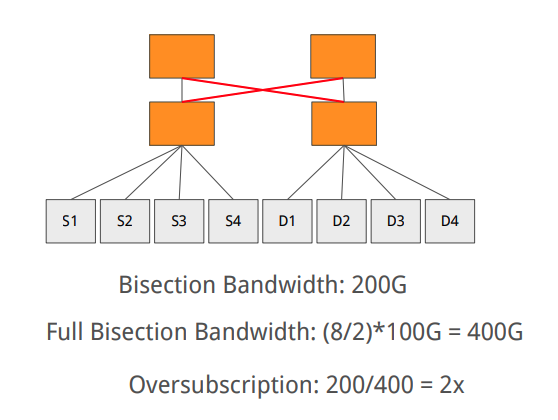 S1 S2 S3 S4 D1 D2 D3 D4
Bisection Bandwidth: 200G
Full Bisection Bandwidth: (8/2)*100G = 400G
Oversubscription: 200/400 = 2x